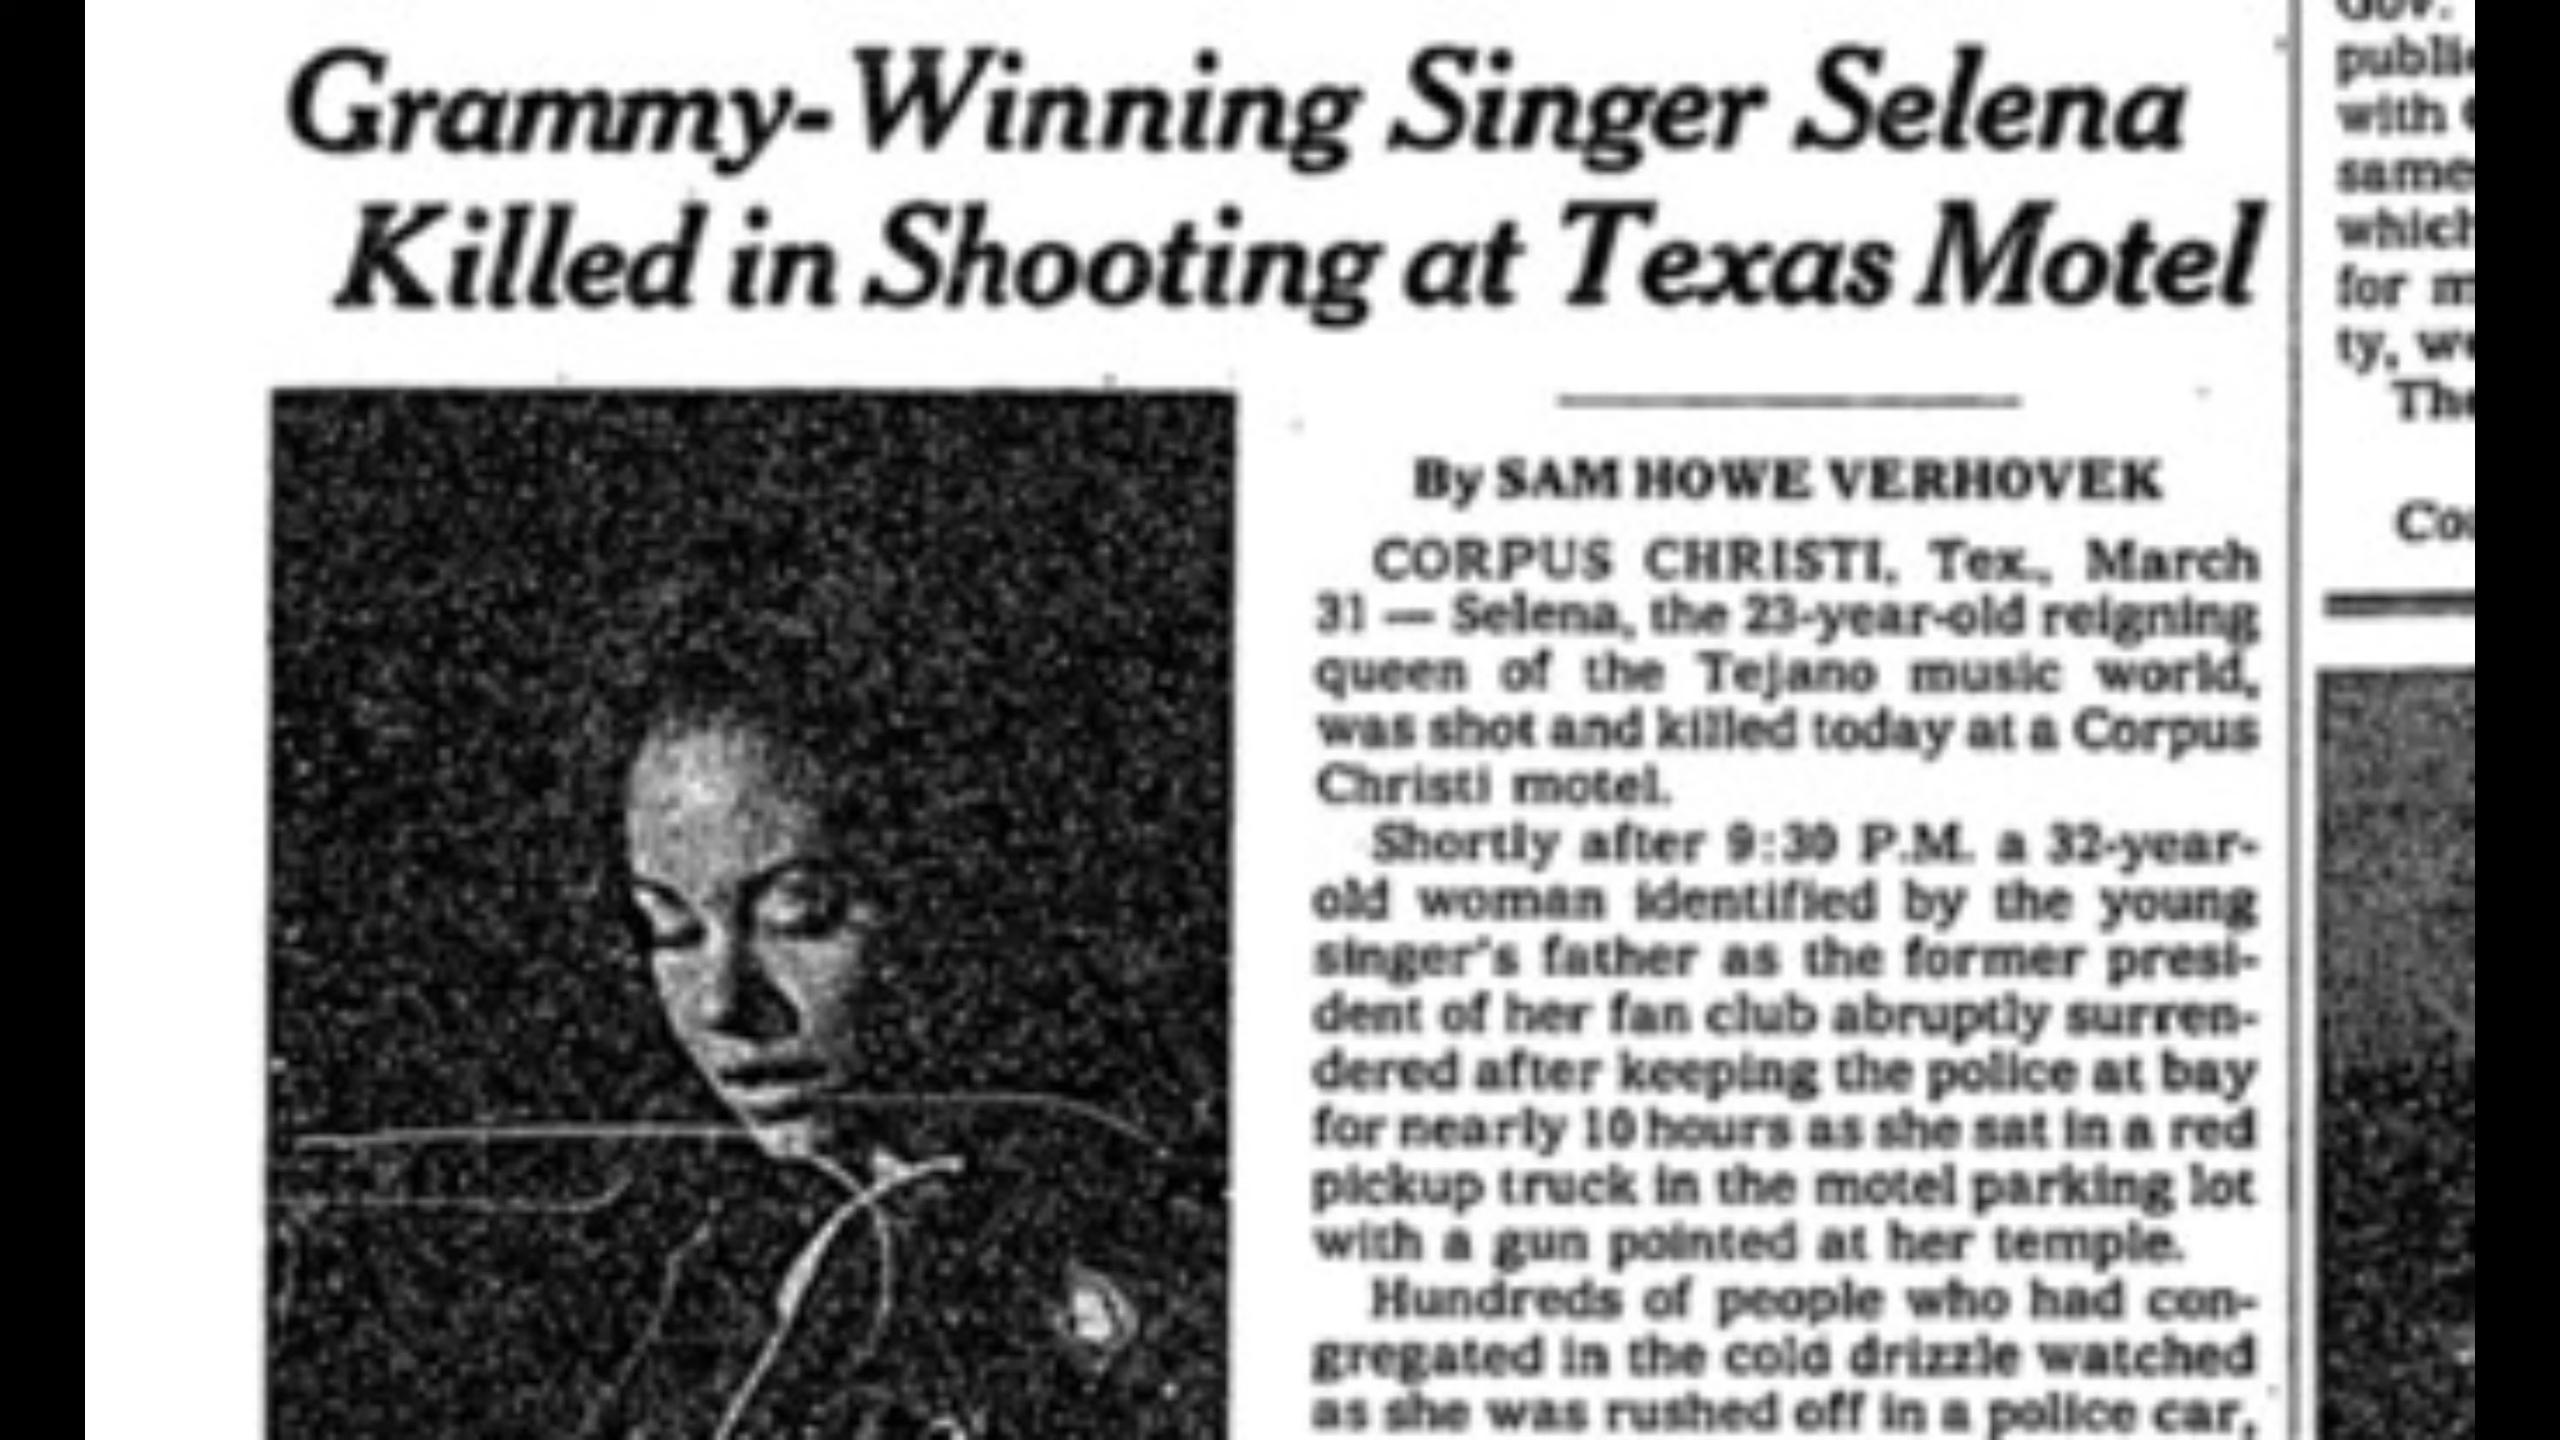 Grammy-Winning Singer Selena
Killed in Shooting at Texas Motel
By SAM HOWE VERHOVEK
CORPUS CHRISTI, Tex., March
31 — Selena, the 23-year-old reigning
queen of the Tejano music world,
was shot and killed today at a Corpus
Christi motel.
Shortly after 9:30 P.M. a 32-year-
old woman identified by the young
singer's father as the former presi-
dent of her fan club abruptly surren-
dered after keeping the police at bay
for nearly 10 hours as she sat in a red
pickup truck in the motel parking lot
with a gun pointed at her temple.
Hundreds of people who had con-
gregated in the cold drizzle watched
as she was rushed off in a police car,
Gov.
with
same
which
for
ty,